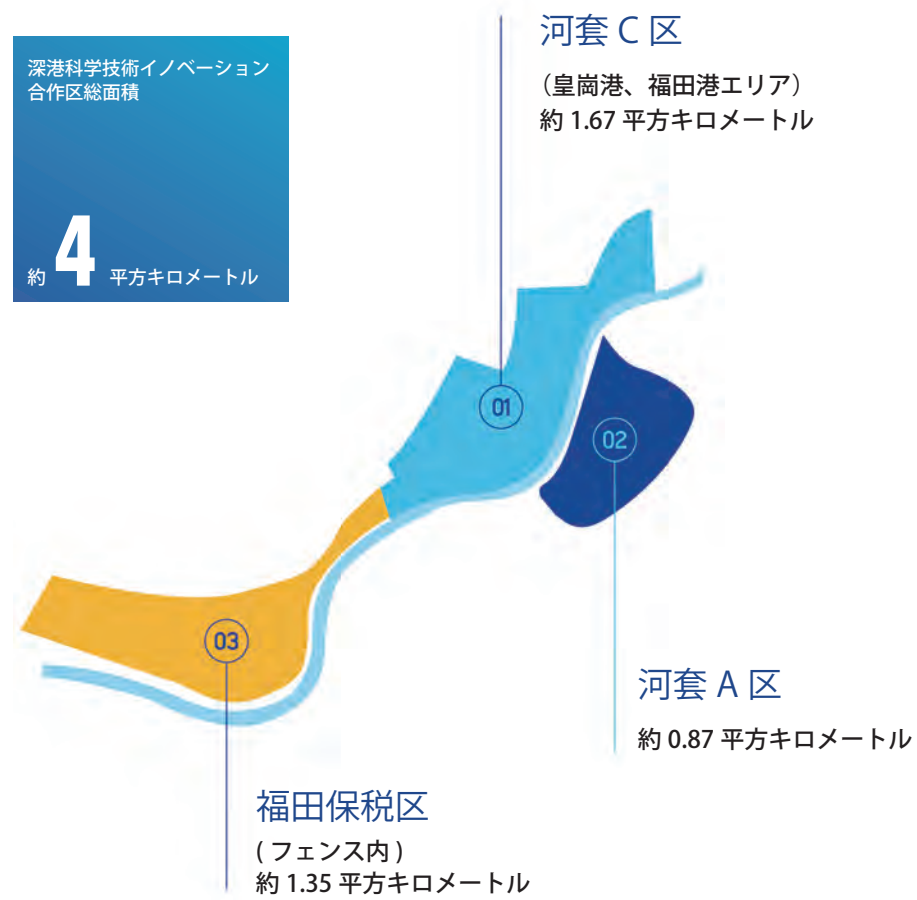 深港科学技術イノベーション
合作区総面積
約 4 平方キロメートル
河套 C 区
（皇崗港、福田港エリア）
約 1.67 平方キロメートル
01
02
03
河套 A 区
約 0.87 平方キロメートル
福田保税区
( フェンス内 )
約 1.35 平方キロメートル